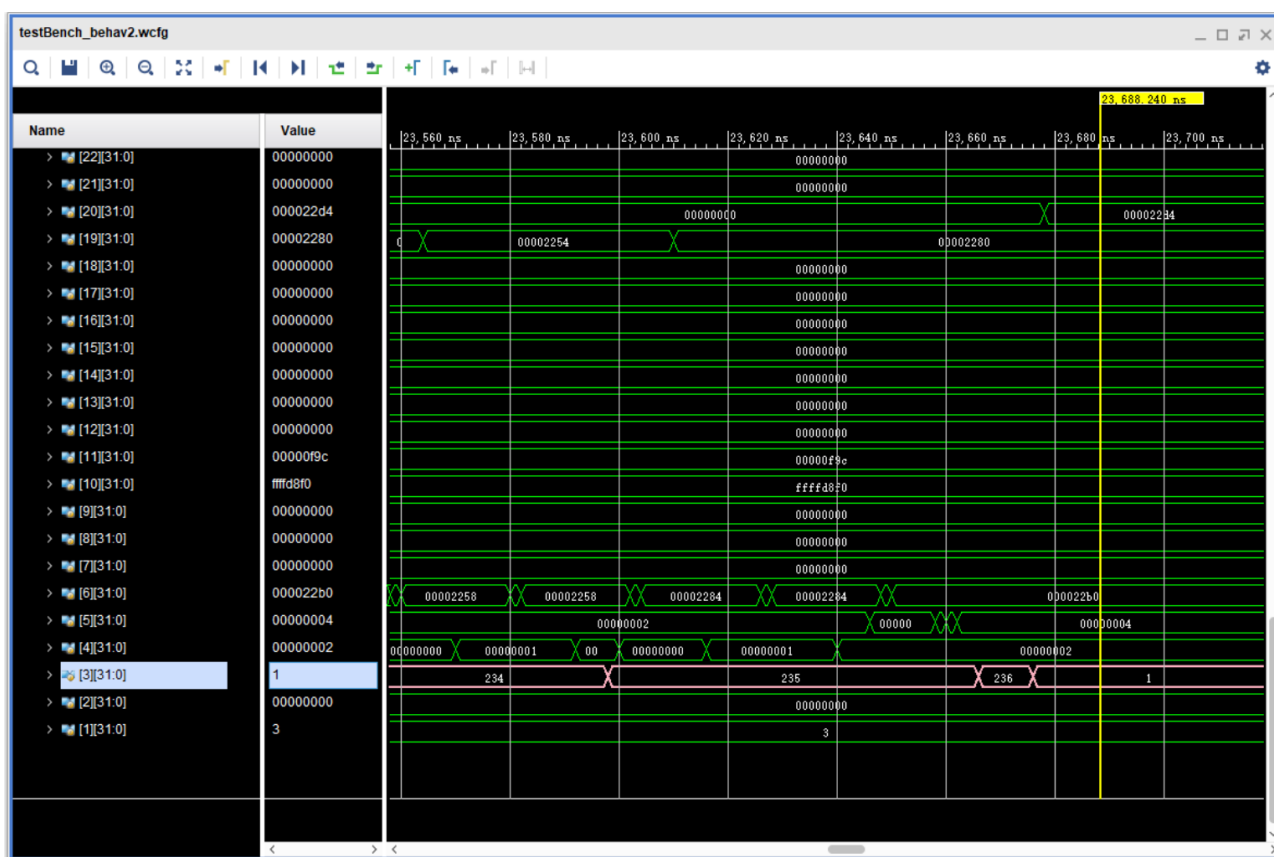 testBench_behav2.wcfg
23,688.240 ns
Name Value 23,560 ns 23,580 ns 23,600 ns 23,620 ns 23,640 ns 23,660 ns 23,680 ns 23,700 ns
[22][31:0] 00000000 00000000
[21][31:0] 00000000 00000000
[20][31:0] 000022d4 00000000 000022d4
[19][31:0] 00002280 0 00002254 00002280
[18][31:0] 00000000 00000000
[17][31:0] 00000000 00000000
[16][31:0] 00000000 00000000
[15][31:0] 00000000 00000000
[14][31:0] 00000000 00000000
[13][31:0] 00000000 00000000
[12][31:0] 00000000 00000000
[11][31:0] 00000f9c 00000f9c
[10][31:0] ffffd8f0 ffffd8f0
[9][31:0] 00000000 00000000
[8][31:0] 00000000 00000000
[7][31:0] 00000000 00000000
[6][31:0] 000022b0 00002258 00002258 00002284 00002284 000022b0
[5][31:0] 00000004 00000002 00000 00000004
[4][31:0] 00000002 00000000 00000001 00 00000000 00000001 00000002
[3][31:0] 1 234 235 236 1
[2][31:0] 00000000 00000000
[1][31:0] 3 3